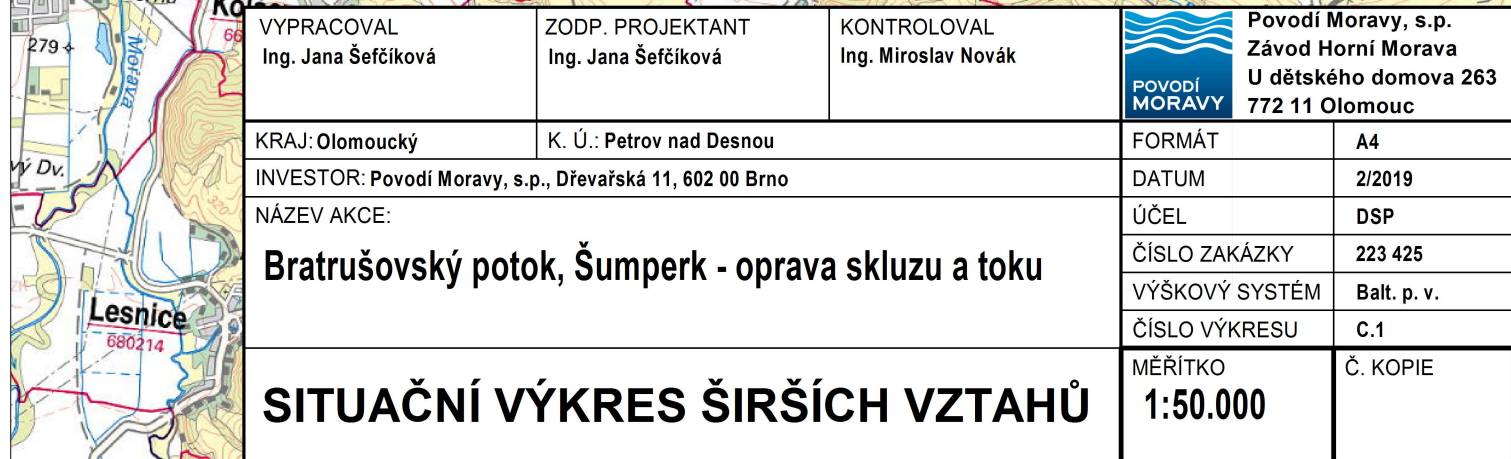 279
Morava
VYPRACOVAL
Ing. Jana Šefčíková
ZODP. PROJEKTANT
Ing. Jana Šefčíková
KONTROLOVAL
Ing. Miroslav Novák
POVODÍ
MORAVY
Povodí Moravy, s.p.
Závod Horní Morava
U dětského domova 263
772 11 Olomouc
KRAJ: Olomoucký
K. Ú.: Petrov nad Desnou
FORMÁT A4
INVESTOR: Povodí Moravy, s.p., Dřevařská 11, 602 00 Brno
DATUM 2/2019
NÁZEV AKCE:
Bratrušovský potok, Šumperk - oprava skluzu a toku
ÚČEL DSP
ČÍSLO ZAKÁZKY 223 425
VÝŠKOVÝ SYSTÉM Balt. p. v.
ČÍSLO VÝKRESU C.1
SITUAČNÍ VÝKRES ŠIRŠÍCH VZTAHŮ
MĚŘÍTKO
1:50.000
Č. KOPIE
Dv.
320
Lesnice
680214